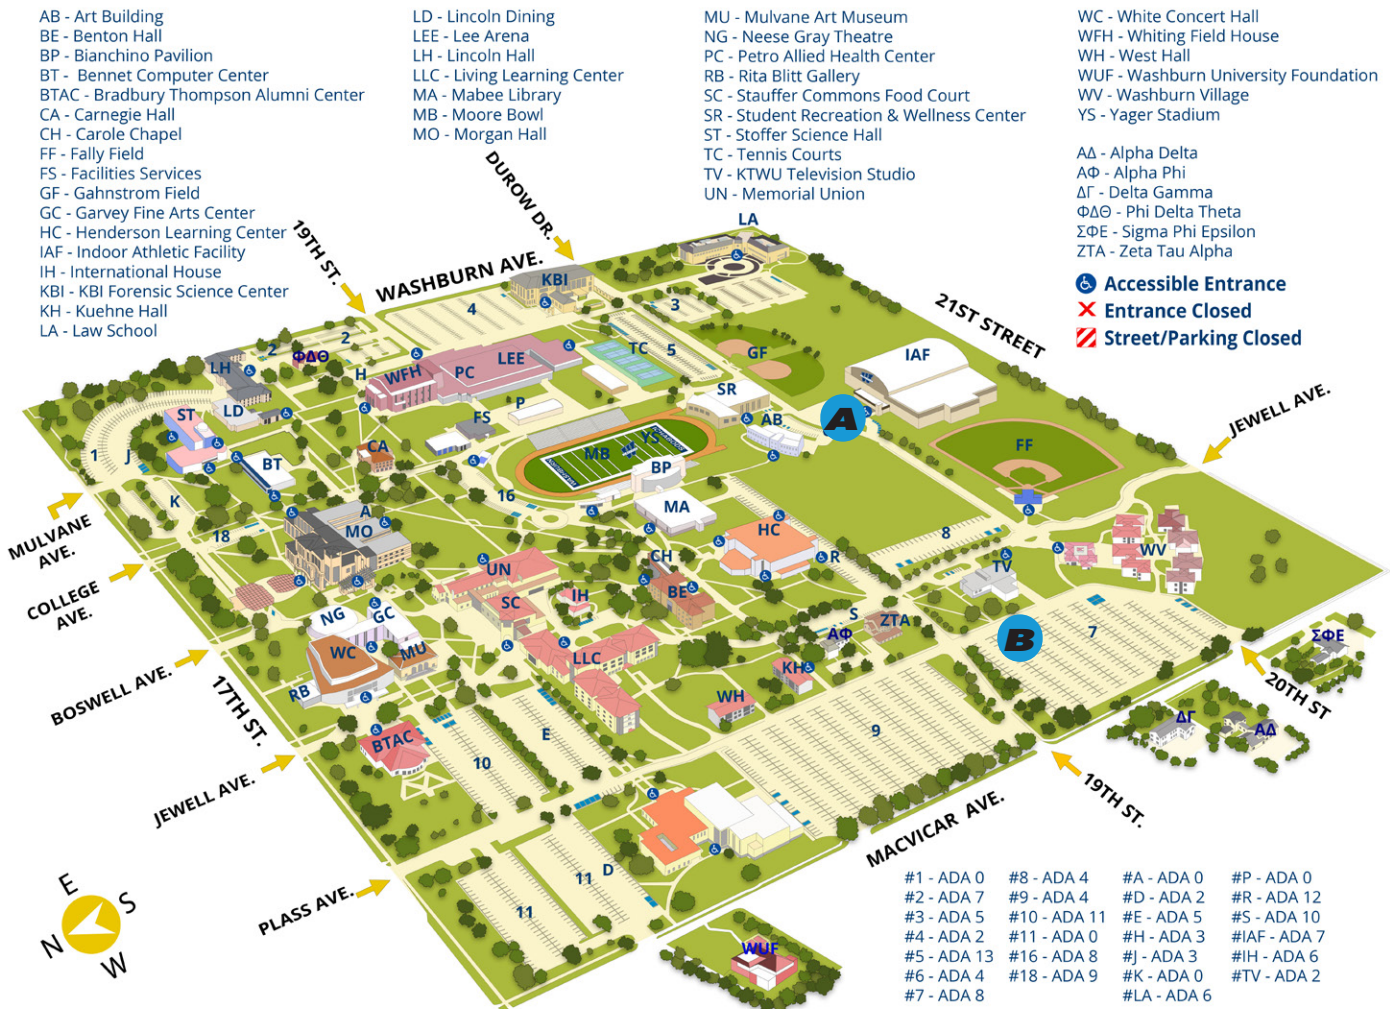 AB - Art Building
BE - Benton Hall
BP - Bianchino Pavilion
BT - Bennet Computer Center
BTAC - Bradbury Thompson Alumni Center
CA - Carnegie Hall
CH - Carole Chapel
FF - Fally Field
FS - Facilities Services
GF - Gahnstrom Field
GC - Garvey Fine Arts Center
HC - Henderson Learning Center
IAF - Indoor Athletic Facility
IH - International House
KBI - KBI Forensic Science Center
KH - Kuehne Hall
LA - Law School
LD - Lincoln Dining
LEE - Lee Arena
LH - Lincoln Hall
LLC - Living Learning Center
MA - Mabee Library
MB - Moore Bowl
MO - Morgan Hall
MU - Mulvane Art Museum
NG - Neese Gray Theatre
PC - Petro Allied Health Center
RB - Rita Blitt Gallery
SC - Stauffer Commons Food Court
SR - Student Recreation & Wellness Center
ST - Stoffer Science Hall
TC - Tennis Courts
TV - KTWU Television Studio
UN - Memorial Union
WC - White Concert Hall
WFH - Whiting Field House
WH - West Hall
WUF - Washburn University Foundation
WV - Washburn Village
YS - Yager Stadium
ΑΔ - Alpha Delta
ΑΦ - Alpha Phi
ΔΓ - Delta Gamma
ΦΔΘ - Phi Delta Theta
ΣΦΕ - Sigma Phi Epsilon
ZTA - Zeta Tau Alpha
Accessible Entrance
Entrance Closed
Street/Parking Closed
DUROW DR.
19TH ST.
WASHBURN AVE.
LA
KBI
4
3
21ST STREET
2
2
ΦΔΘ
H
WFH
PC
LEE
TC
5
GF
IAF
JEWELL AVE.
LH
LD
ST
SR
AB
A
P
FS
CA
MB
YS
BP
FF
1
J
BT
K
16
MA
HC
8
R
WV
TV
MULVANE
AVE.
18
A
MO
UN
SC
IH
CH
BE
COLLEGE
AVE.
NG
GC
WC
MU
RB
LLC
S
ΑΦ
ZTA
B
7
ΣΦΕ
BOSWELL AVE.
17TH ST.
KH
WH
20TH ST
ΔΓ
ΑΔ
BTAC
10
E
9
JEWELL AVE.
19TH ST.
MACVICAR AVE.
11
D
11
PLASS AVE.
WUF
E
S
N
W
#1 - ADA 0
#2 - ADA 7
#3 - ADA 5
#4 - ADA 2
#5 - ADA 13
#6 - ADA 4
#7 - ADA 8
#8 - ADA 4
#9 - ADA 4
#10 - ADA 11
#11 - ADA 0
#16 - ADA 8
#18 - ADA 9
#A - ADA 0
#D - ADA 2
#E - ADA 5
#H - ADA 3
#J - ADA 3
#K - ADA 0
#LA - ADA 6
#P - ADA 0
#R - ADA 12
#S - ADA 10
#IAF - ADA 7
#IH - ADA 6
#TV - ADA 2